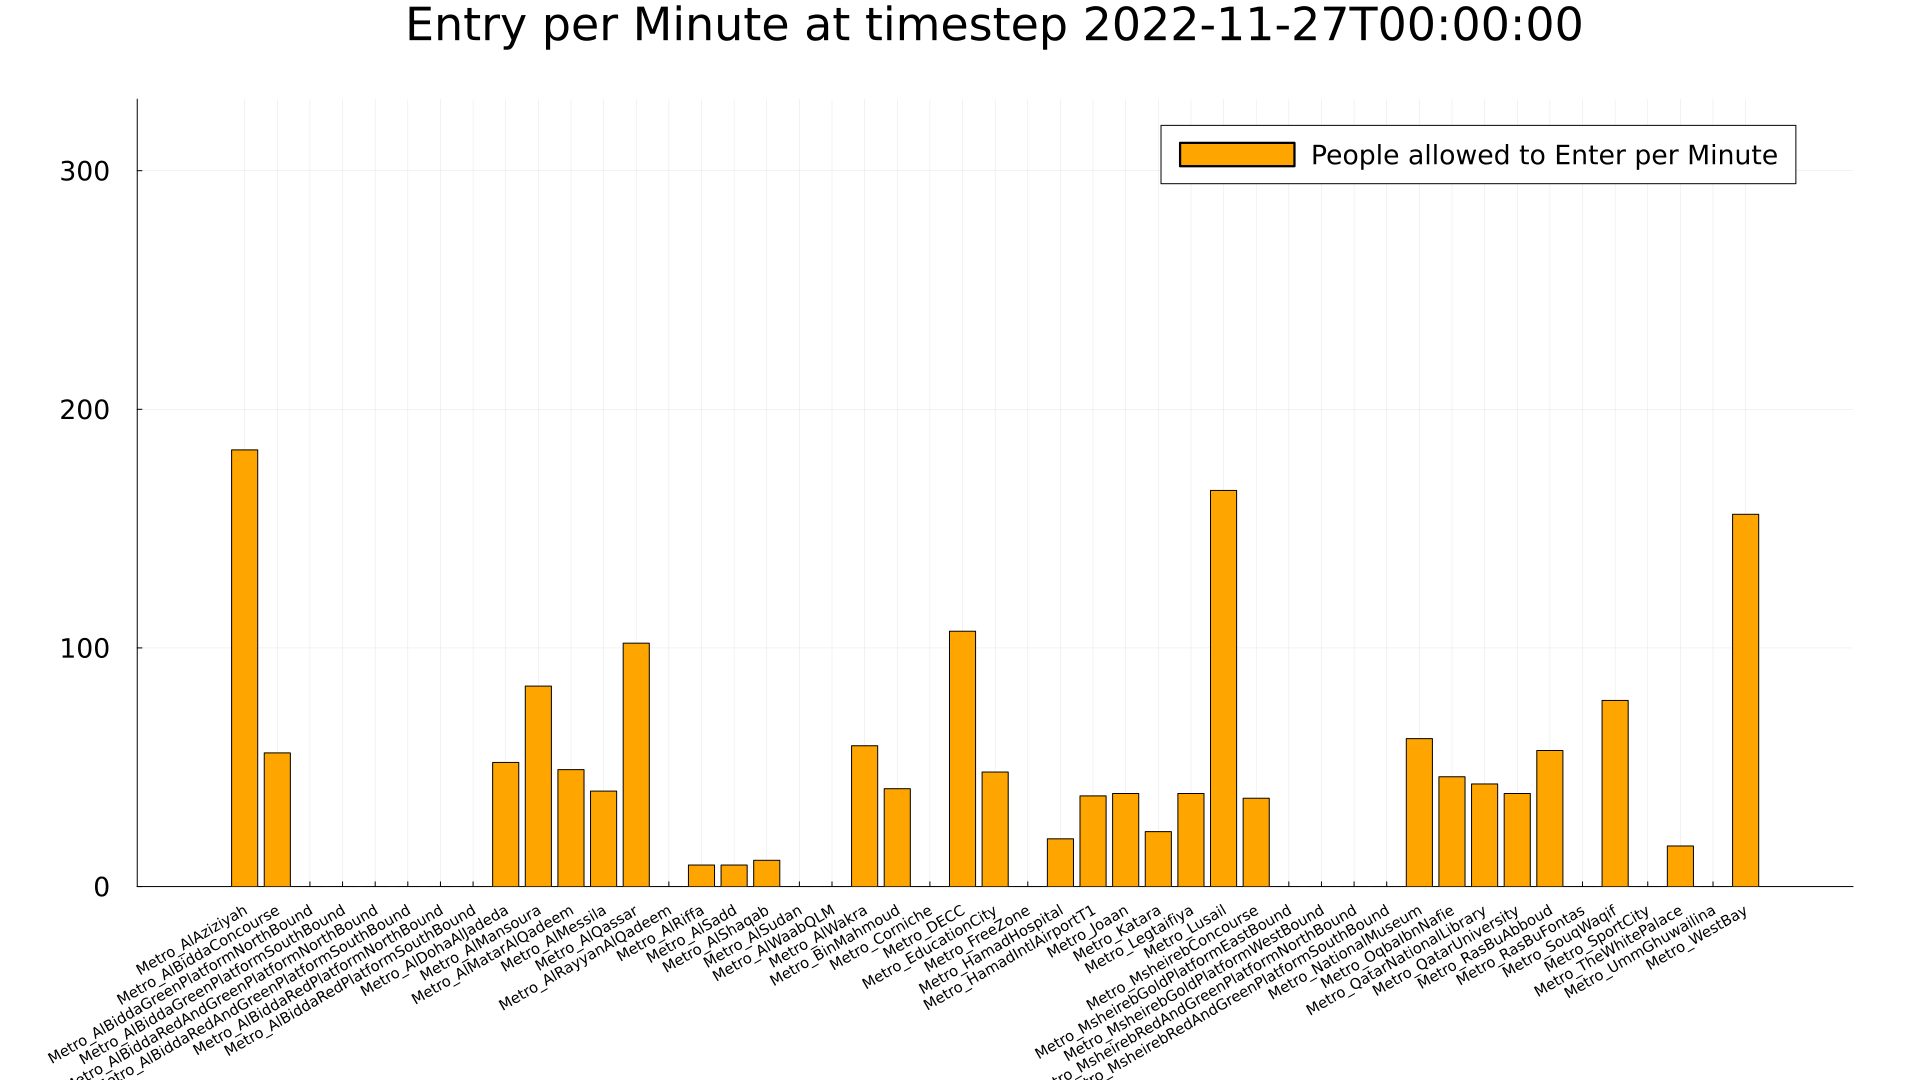 Entry per Minute at timestep 2022-11-27T00:00:00
People allowed to Enter per Minute
300
200
100
0
Metro_AlAziziyah
Metro_AlBiddaConcourse
Metro_AlBiddaGreenPlatformNorthBound
Metro_AlBiddaGreenPlatformSouthBound
Metro_AlBiddaRedAndGreenPlatformNorthBound
Metro_AlBiddaRedAndGreenPlatformSouthBound
Metro_AlBiddaRedPlatformNorthBound
Metro_AlBiddaRedPlatformSouthBound
Metro_AlDohaAlJadeda
Metro_AlMansoura
Metro_AlMatarAlQadeem
Metro_AlMessila
Metro_AlQassar
Metro_AlRayyanAlQadeem
Metro_AlRiffa
Metro_AlSadd
Metro_AlShaqab
Metro_AlSudan
Metro_AlWaabQLM
Metro_AlWakra
Metro_BinMahmoud
Metro_Corniche
Metro_DECC
Metro_EducationCity
Metro_FreeZone
Metro_HamadHospital
Metro_HamadIntlAirportT1
Metro_Joaan
Metro_Katara
Metro_Legtaifiya
Metro_Lusail
Metro_MsheirebConcourse
Metro_MsheirebGoldPlatformEastBound
Metro_MsheirebGoldPlatformWestBound
tro_MsheirebRedAndGreenPlatformNorthBound
tro_MsheirebRedAndGreenPlatformSouthBound
Metro_NationalMuseum
Metro_OqbaIbnNafie
Metro_QatarNationalLibrary
Metro_QatarUniversity
Metro_RasBuAbboud
Metro_RasBuFontas
Metro_SouqWaqif
Metro_SportCity
Metro_TheWhitePalace
Metro_UmmGhuwailina
Metro_WestBay